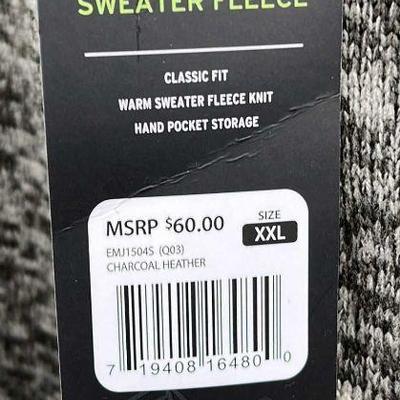 SWEATER FLEECE
CLASSIC FIT
WARM SWEATER FLEECE KNIT
HAND POCKET STORAGE
MSRP $60.00
SIZE
XXL
EMJ1504S (Q03)
CHARCOAL HEATHER
7 19408 16480 0